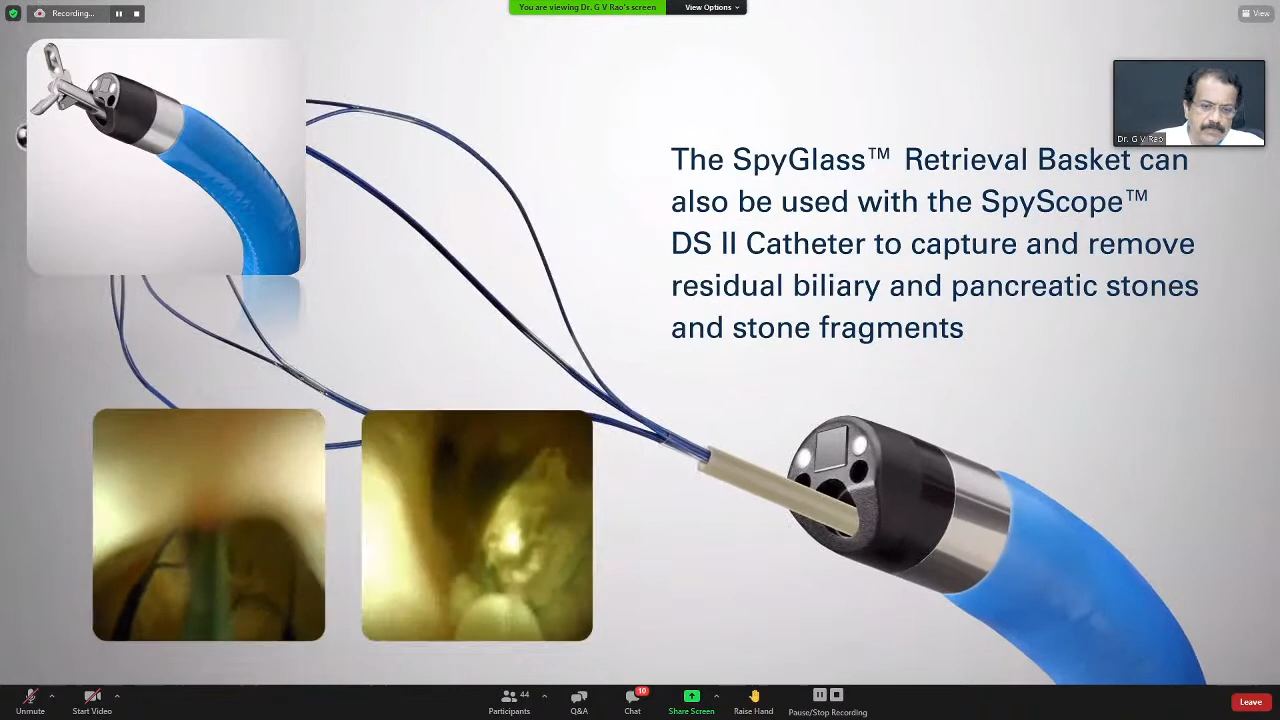 Recording...
You are viewing Dr. G V Rao's screen
View Options
View
Dr. G V Rao
The SpyGlass™ Retrieval Basket can
also be used with the SpyScope™
DS II Catheter to capture and remove
residual biliary and pancreatic stones
and stone fragments
Unmute
Start Video
44
Participants
Q&A
10
Chat
Share Screen
Raise Hand
Pause/Stop Recording
Leave